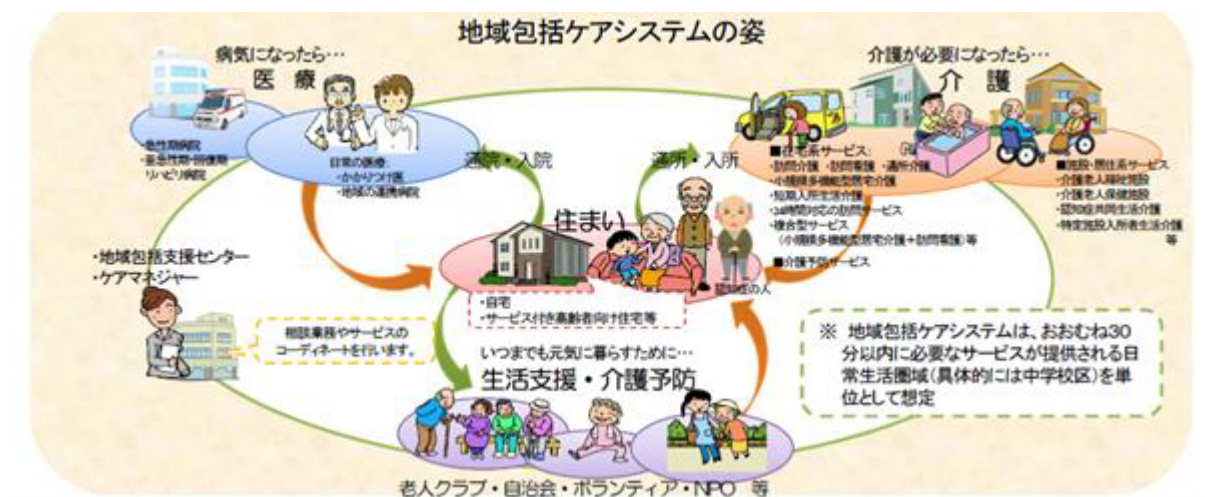 地域包括ケアシステムの姿
病気になったら…
医 療
介護が必要になったら…
介 護
・急性期病院
・亜急性期・回復期
リハビリ病院
日常の医療:
・かかりつけ医
・地域の連携病院
通院・入院
通所・入所
■在宅系サービス:
・訪問介護 ・訪問看護 ・通所介護
・小規模多機能型居宅介護
・短期入所生活介護
・24時間対応の訪問サービス
・複合型サービス
(小規模多機能型居宅介護+訪問看護)等
■介護予防サービス
■施設・居住系サービス
・介護老人福祉施設
・介護老人保健施設
・認知症共同生活介護
・特定施設入所者生活介護
等
住まい
認知症の人
・自宅
・サービス付き高齢者向け住宅等
・地域包括支援センター
・ケアマネジャー
相談業務やサービスの
コーディネートを行います。
いつまでも元気に暮らすために…
生活支援・介護予防
※ 地域包括ケアシステムは、おおむね30
分以内に必要なサービスが提供される日
常生活圏域(具体的には中学校区)を単
位として想定
老人クラブ・自治会・ボランティア・NPO 等